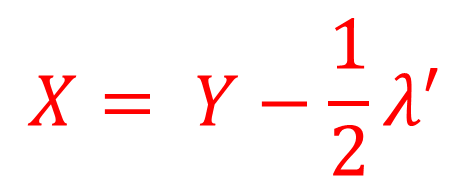 X = Y − 1/2 λ′